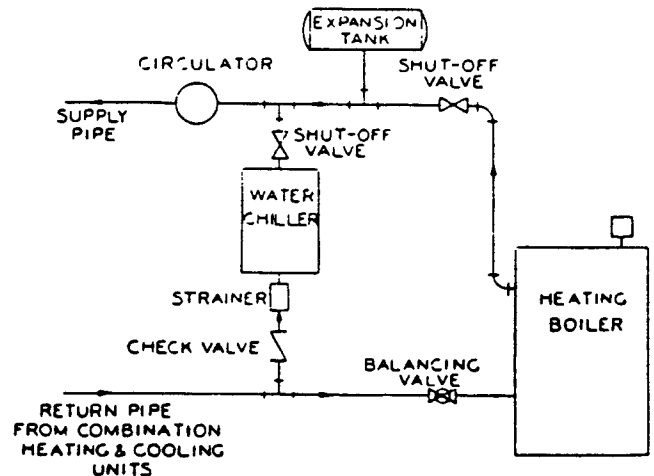 EXPANSION
TANK
CIRCULATOR
SHUT-OFF
VALVE
SUPPLY
PIPE
SHUT-OFF
VALVE
WATER
CHILLER
STRAINER
HEATING
BOILER
CHECK VALVE
BALANCING
VALVE
RETURN PIPE
FROM COMBINATION
HEATING & COOLING
UNITS